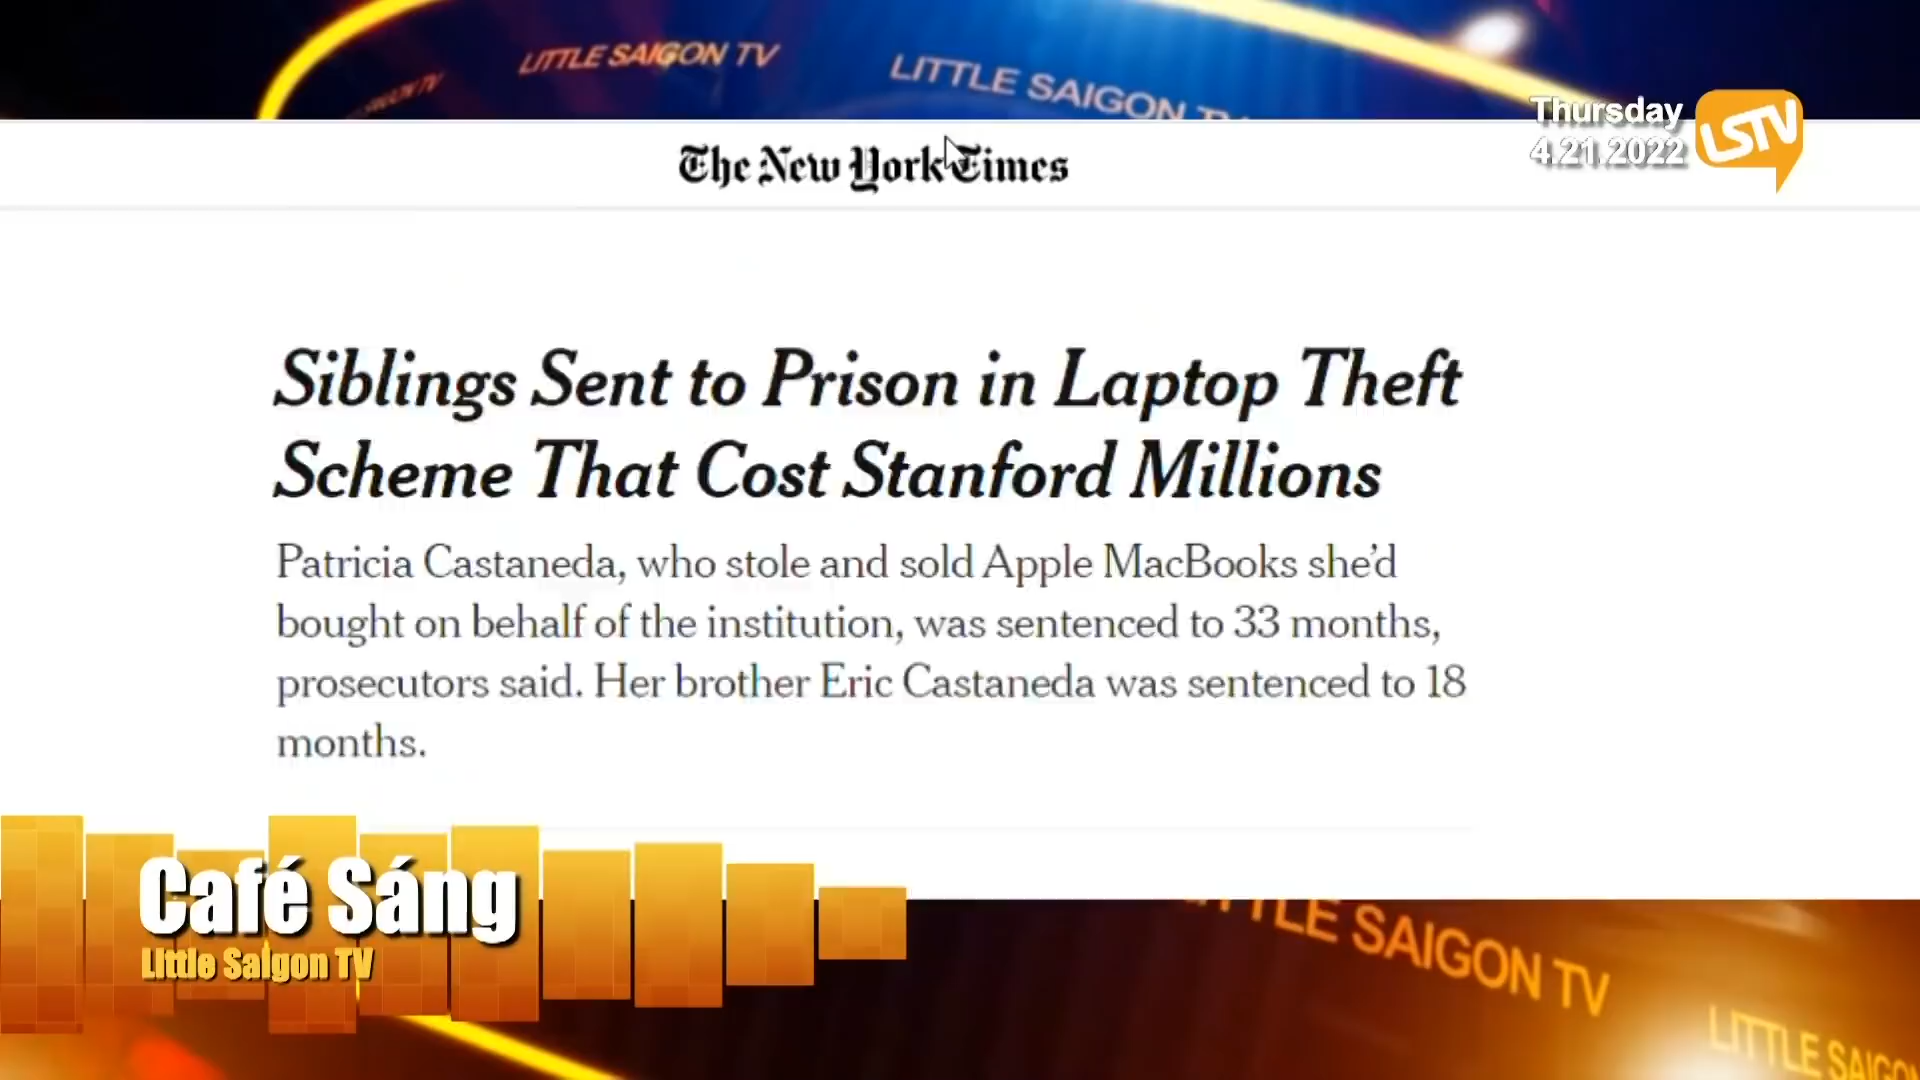 LITTLE SAIGON TV
LITTLE SAIGON TV
Thursday
4.21.2022
LSTV
The New York Times
Siblings Sent to Prison in Laptop Theft
Scheme That Cost Stanford Millions
Patricia Castaneda, who stole and sold Apple MacBooks she’d
bought on behalf of the institution, was sentenced to 33 months,
prosecutors said. Her brother Eric Castaneda was sentenced to 18
months.
Café Sáng
Little Saigon TV
SAIGON TV
LITTLE